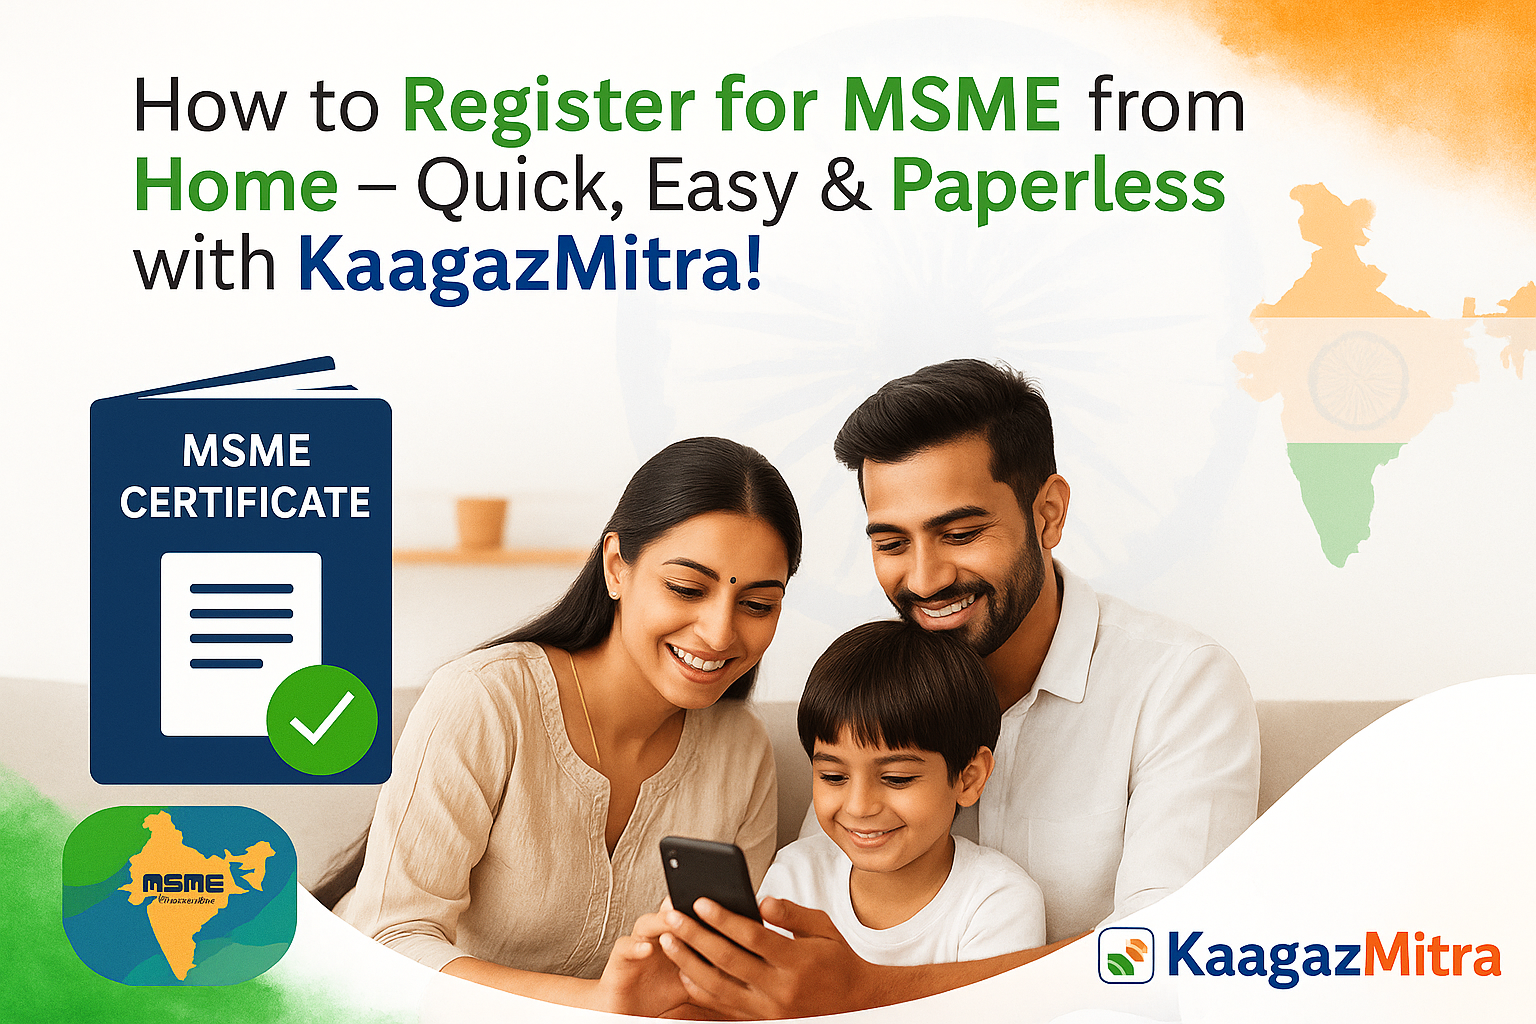 How to Register for MSME from
Home – Quick, Easy & Paperless
with KaagazMitra!
MSME
CERTIFICATE
MSME
KaagazMitra